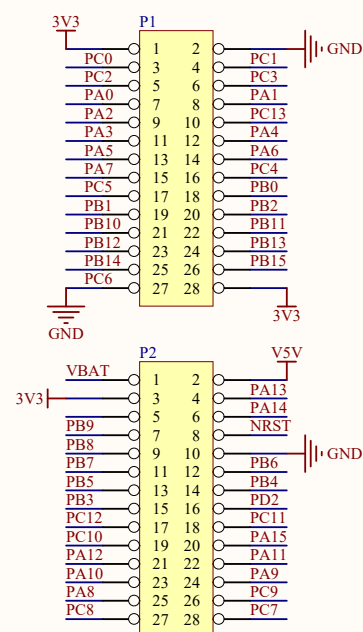 3V3 P1
1 2 GND
PC0 3 4 PC1
PC2 5 6 PC3
PA0 7 8 PA1
PA2 9 10 PC13
PA3 11 12 PA4
PA5 13 14 PA6
PA7 15 16 PC4
PC5 17 18 PB0
PB1 19 20 PB2
PB10 21 22 PB11
PB12 23 24 PB13
PB14 25 26 PB15
PC6 27 28
GND 3V3
P2 V5V
VBAT 1 2
3V3 3 4 PA13
5 6 PA14
PB9 7 8 NRST
PB8 9 10 GND
PB7 11 12 PB6
PB5 13 14 PB4
PB3 15 16 PD2
PC12 17 18 PC11
PC10 19 20 PA15
PA12 21 22 PA11
PA10 23 24 PA9
PA8 25 26 PC9
PC8 27 28 PC7